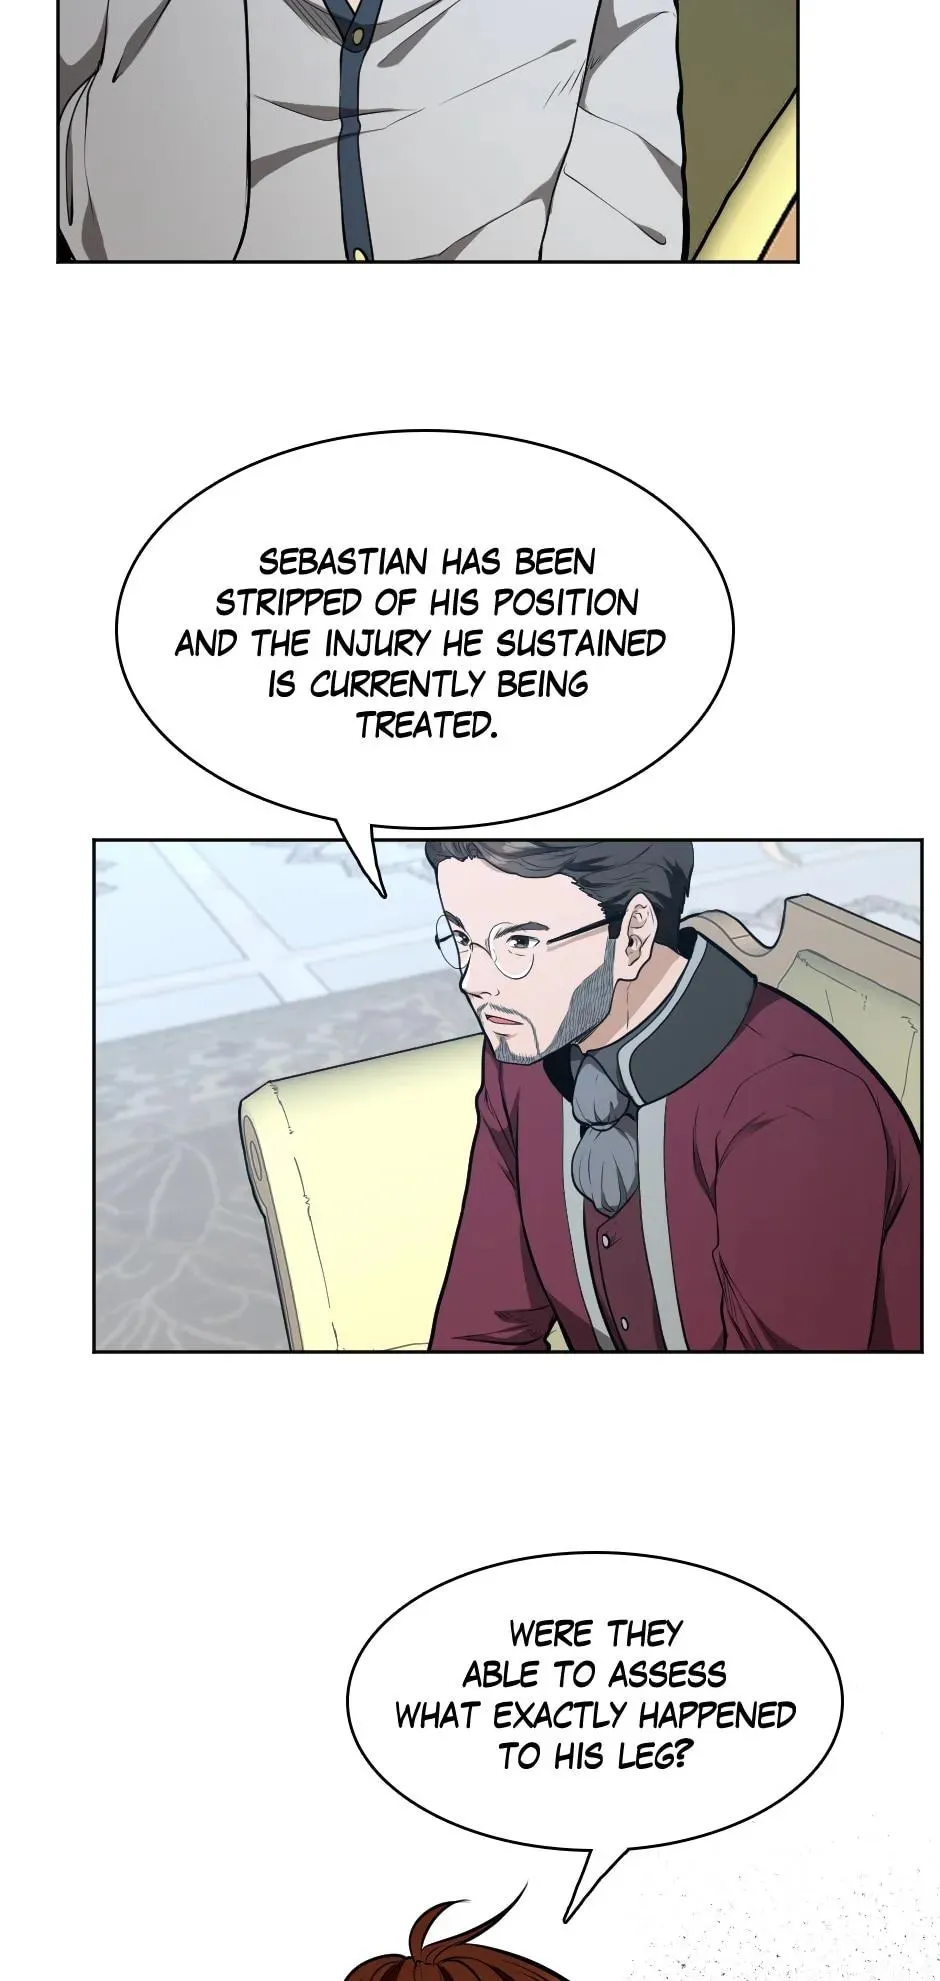 SEBASTIAN HAS BEEN
STRIPPED OF HIS POSITION
AND THE INJURY HE SUSTAINED
IS CURRENTLY BEING
TREATED.
WERE THEY
ABLE TO ASSESS
WHAT EXACTLY HAPPENED
TO HIS LEG?